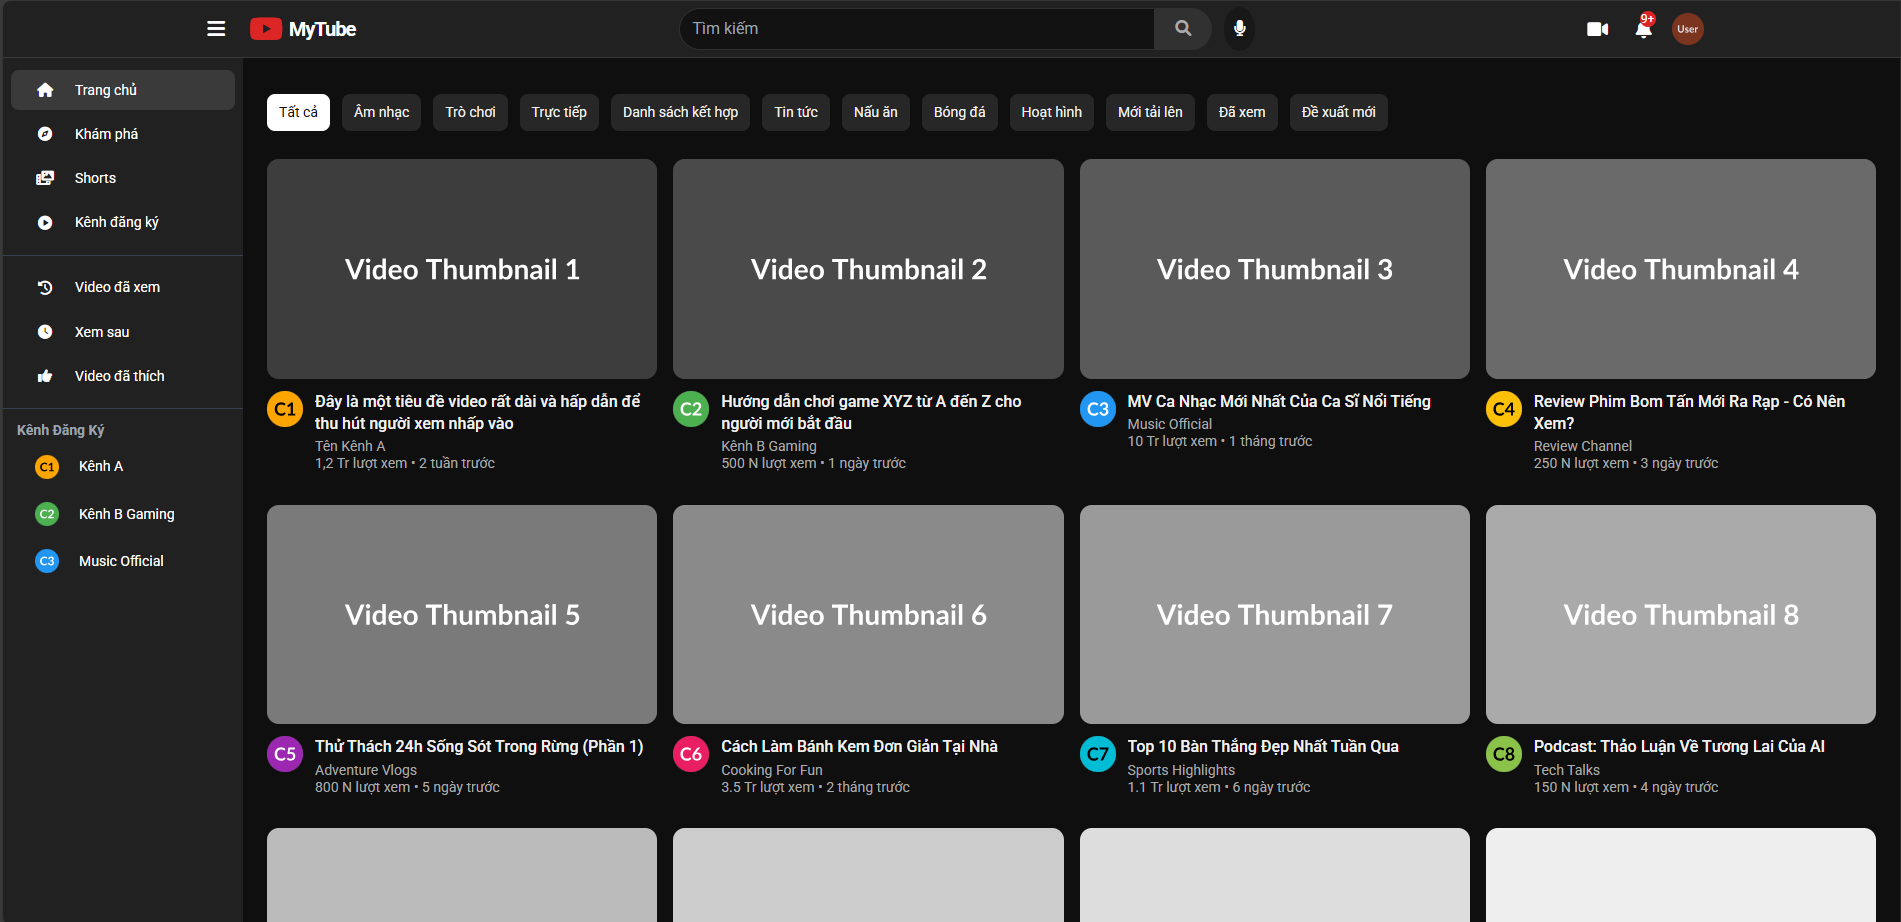 MyTube
Tìm kiếm
9+
User
Trang chủ
Khám phá
Shorts
Kênh đăng ký
Video đã xem
Xem sau
Video đã thích
Kênh Đăng Ký
C1 Kênh A
C2 Kênh B Gaming
C3 Music Official
Tất cả Âm nhạc Trò chơi Trực tiếp Danh sách kết hợp Tin tức Nấu ăn Bóng đá Hoạt hình Mới tải lên Đã xem Đề xuất mới
Video Thumbnail 1
C1
Đây là một tiêu đề video rất dài và hấp dẫn để
thu hút người xem nhấp vào
Tên Kênh A
1,2 Tr lượt xem • 2 tuần trước
Video Thumbnail 2
C2
Hướng dẫn chơi game XYZ từ A đến Z cho
người mới bắt đầu
Kênh B Gaming
500 N lượt xem • 1 ngày trước
Video Thumbnail 3
C3
MV Ca Nhạc Mới Nhất Của Ca Sĩ Nổi Tiếng
Music Official
10 Tr lượt xem • 1 tháng trước
Video Thumbnail 4
C4
Review Phim Bom Tấn Mới Ra Rạp - Có Nên
Xem?
Review Channel
250 N lượt xem • 3 ngày trước
Video Thumbnail 5
C5
Thử Thách 24h Sống Sót Trong Rừng (Phần 1)
Adventure Vlogs
800 N lượt xem • 5 ngày trước
Video Thumbnail 6
C6
Cách Làm Bánh Kem Đơn Giản Tại Nhà
Cooking For Fun
3.5 Tr lượt xem • 2 tháng trước
Video Thumbnail 7
C7
Top 10 Bàn Thắng Đẹp Nhất Tuần Qua
Sports Highlights
1.1 Tr lượt xem • 6 ngày trước
Video Thumbnail 8
C8
Podcast: Thảo Luận Về Tương Lai Của AI
Tech Talks
150 N lượt xem • 4 ngày trước